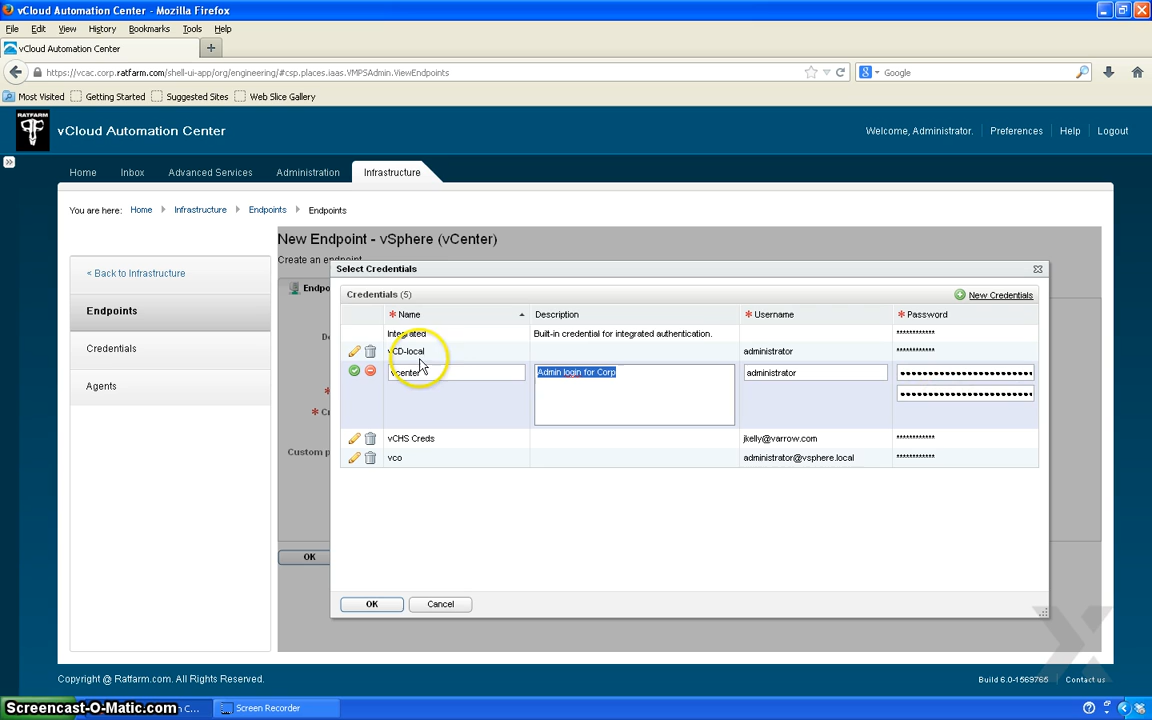 vCloud Automation Center - Mozilla Firefox
File Edit View History Bookmarks Tools Help
vCloud Automation Center
https://vcac.corp.ratfarm.com/shell-ui-app/org/engineering/#csp.places.iaas.VMPSAdmin.ViewEndpoints
Google
Most Visited Getting Started Suggested Sites Web Slice Gallery
RATFARM
vCloud Automation Center
Welcome, Administrator. Preferences Help Logout
Home Inbox Advanced Services Administration Infrastructure
You are here: Home Infrastructure Endpoints Endpoints
New Endpoint - vSphere (vCenter)
Create an endpoint
< Back to Infrastructure
Endpoints
Credentials
Agents
Endpo
De
* Cr
Custom p
OK
Select Credentials
Credentials (5)
New Credentials
* Name Description * Username * Password
Integrated Built-in credential for integrated authentication. ************
vCD-local administrator ************
vcenter Admin login for Corp administrator
vCHS Creds jkelly@varrow.com ************
vco administrator@vsphere.local ************
OK Cancel
Copyright @ Ratfarm.com. All Rights Reserved.
Build 6.0-1569765 Contact us
Screencast-O-Matic.com
n C...
Screen Recorder